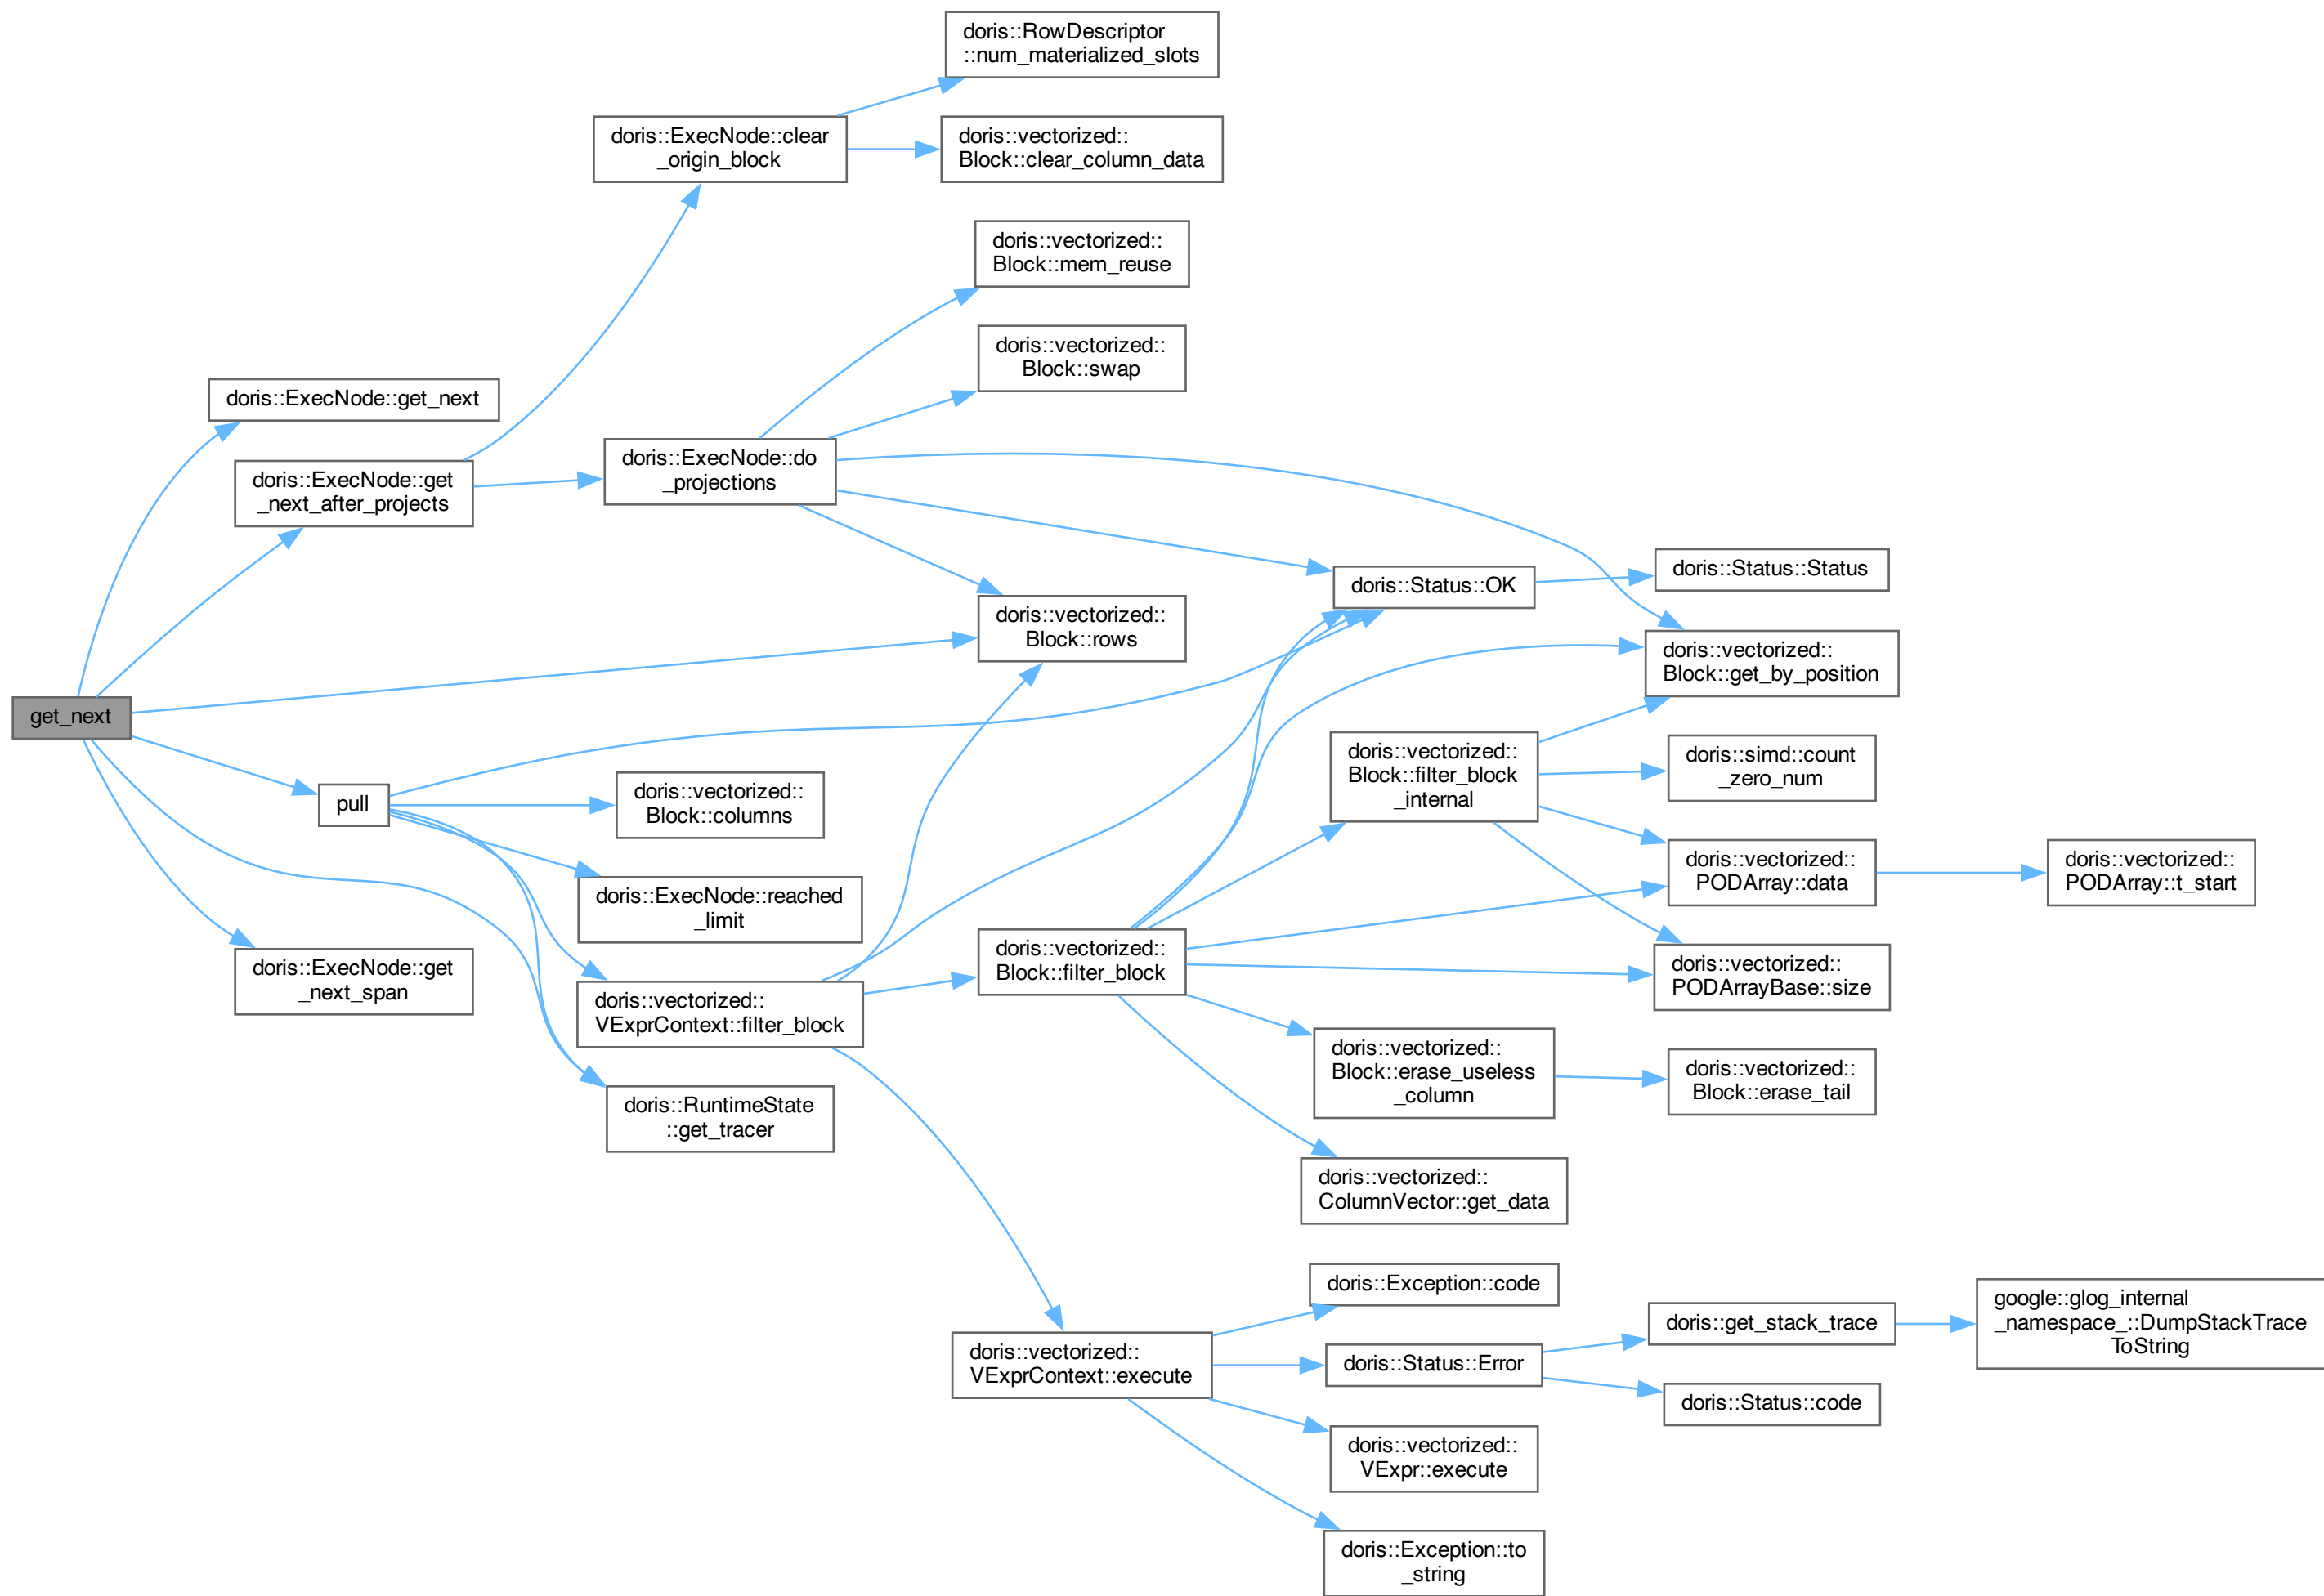 doris::RowDescriptor
::num_materialized_slots
doris::ExecNode::clear
_origin_block
doris::vectorized::
Block::clear_column_data
doris::vectorized::
Block::mem_reuse
doris::vectorized::
Block::swap
doris::ExecNode::get_next
doris::ExecNode::get
_next_after_projects
doris::ExecNode::do
_projections
doris::Status::OK
doris::Status::Status
doris::vectorized::
Block::rows
doris::vectorized::
Block::get_by_position
get_next
doris::vectorized::
Block::filter_block
_internal
doris::simd::count
_zero_num
pull
doris::vectorized::
Block::columns
doris::vectorized::
PODArray::data
doris::vectorized::
PODArray::t_start
doris::ExecNode::reached
_limit
doris::ExecNode::get
_next_span
doris::vectorized::
VExprContext::filter_block
doris::vectorized::
Block::filter_block
doris::vectorized::
PODArrayBase::size
doris::vectorized::
Block::erase_useless
_column
doris::vectorized::
Block::erase_tail
doris::RuntimeState
::get_tracer
doris::vectorized::
ColumnVector::get_data
doris::Exception::code
doris::get_stack_trace
google::glog_internal
_namespace_::DumpStackTrace
ToString
doris::vectorized::
VExprContext::execute
doris::Status::Error
doris::Status::code
doris::vectorized::
VExpr::execute
doris::Exception::to
_string